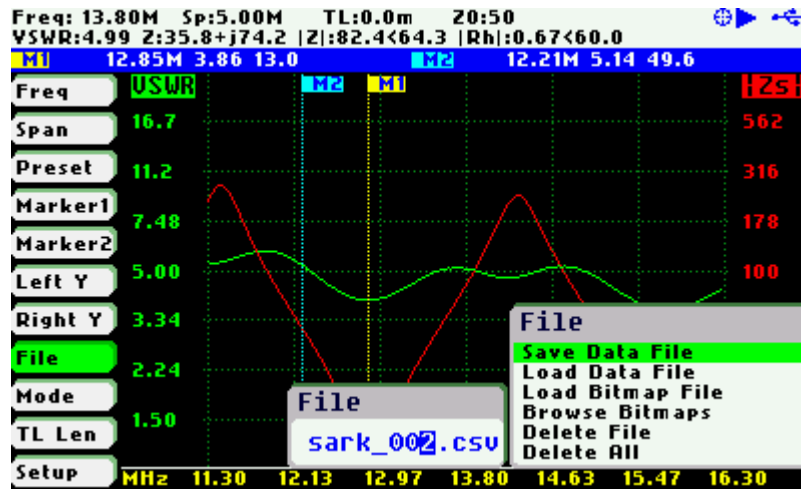 Freq: 13.80M Sp:5.00M TL:0.0m 20:50
VSWR:4.99 Z:35.8+j74.2 |Z|:82.4<64.3 |Rh|:0.67<60.0
M1 12.85M 3.86 13.0 M2 12.21M 5.14 49.6
Freq
Span
Preset
Marker1
Marker2
Left Y
Right Y
File
Mode
TL Len
Setup
VSWR
16.7
11.2
7.48
5.00
3.34
2.24
1.50
M2 M1
|Zs|
562
316
178
100
File
Save Data File
Load Data File
Load Bitmap File
Browse Bitmaps
Delete File
Delete All
File
sark_002.csv
MHz 11.30 12.13 12.97 13.80 14.63 15.47 16.30